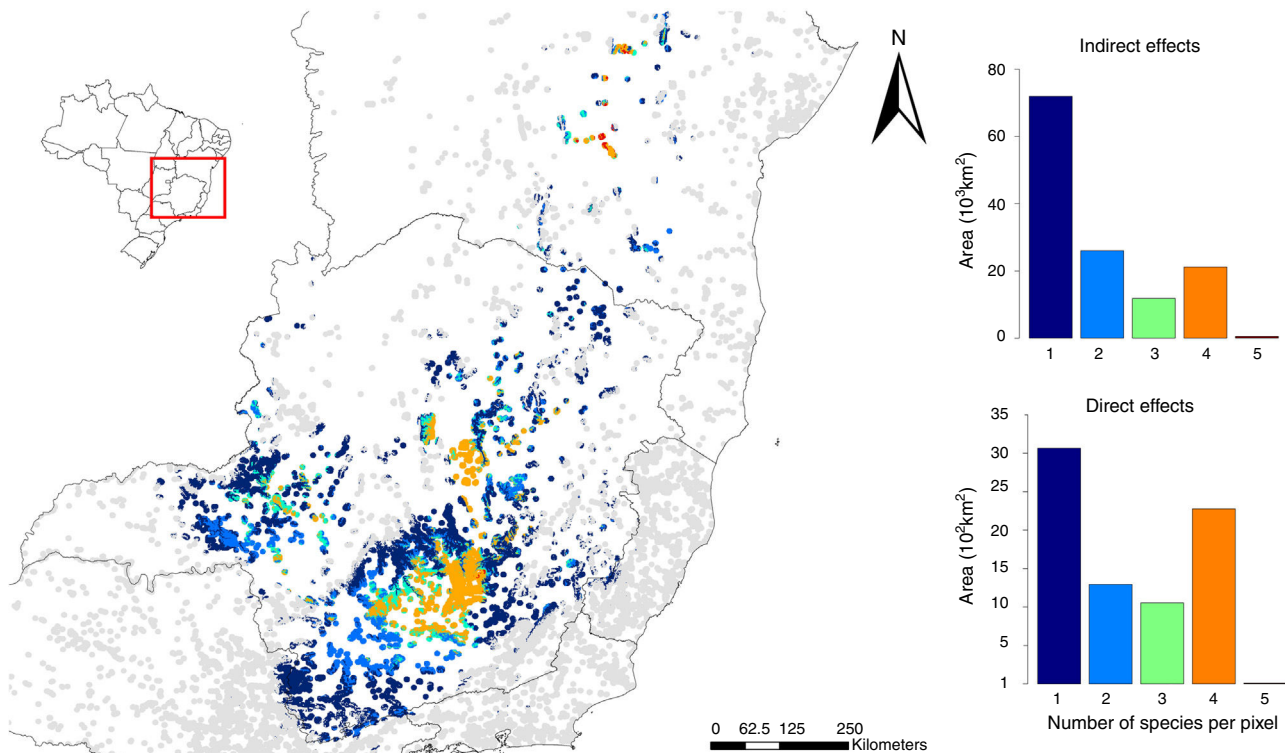 N
0 62.5 125 250
Kilometers
Indirect effects
Area (10³km²)
80
60
40
20
0
1 2 3 4 5
Direct effects
Area (10²km²)
35
30
25
20
15
10
5
1
1 2 3 4 5
Number of species per pixel